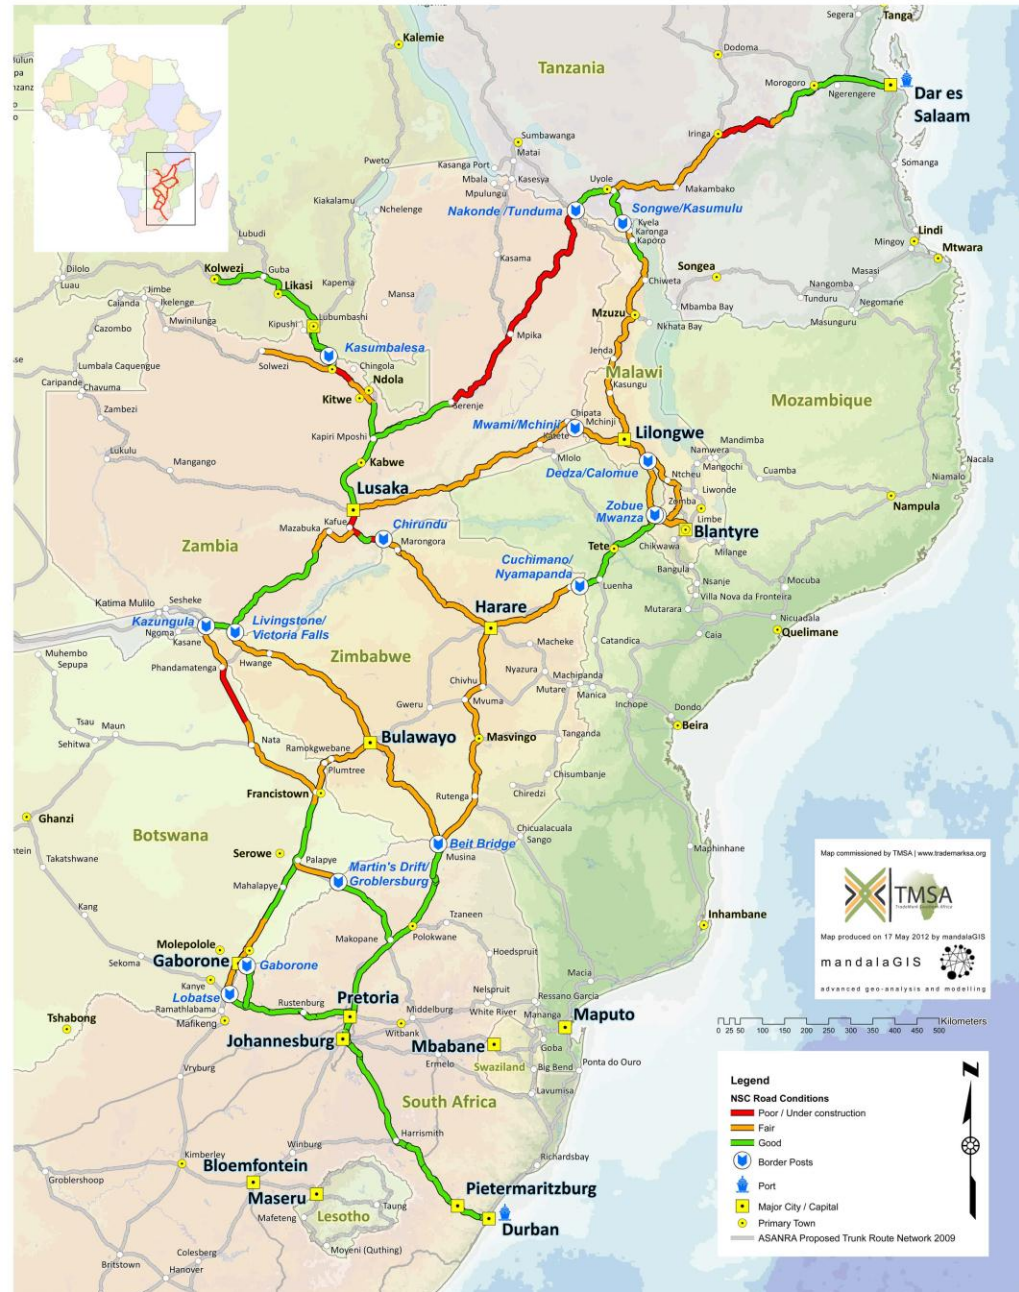 Segera
Tanga
Kalemie
Dodoma
Tanzania
Morogoro
Ngerengere
Dar es
Salaam
Iringa
Sumbawanga
Matai
Kasanga Port
Kasesya
Mbala
Mpulungu
Pweto
Uyole
Makambako
Somanga
Kiakalamu
Nchelenge
Nakonde /Tunduma
Songwe/Kasumulu
Kyela
Karonga
Kaporo
Lindi
Mingoy
Mtwara
Lubudi
Kasama
Dilolo
Luau
Kolwezi
Guba
Likasi
Kapema
Mansa
Songea
Chiweta
Masasi
Nangomba
Tunduru
Negomane
Masunguru
Mbamba Bay
Jimbe
Caianda
Ikelenge
Mwinilunga
Cazombo
Kipushi
Lubumbashi
Mzuzu
Nkhata Bay
Mpika
Kasumbalesa
Lumbala Caquengue
Solwezi
Chingola
Jenda
Caripande
Chavuma
Ndola
Kitwe
Malawi
Kasungu
Serenje
Mozambique
Zambezi
Kapiri Mposhi
Chipata
Mwami/Mchinji
Mchinji
Katete
Lilongwe
Lukulu
Mangango
Kabwe
Mlolo
Dedza/Calomue
Mandimba
Namwera
Mangochi
Cuamba
Nacala
Niamalo
Lusaka
Ntcheu
Liwonde
Zomba
Nampula
Zobue
Mwanza
Limbe
Blantyre
Kafue
Mazabuka
Chirundu
Marongora
Zambia
Tete
Chikwawa
Milange
Bangula
Cuchimano/
Nyamapanda
Luenha
Nsanje
Villa Nova da Fronteira
Mocuba
Mutarara
Nicuadala
Quelimane
Caia
Katima Mulilo
Sesheke
Kazungula
Ngoma
Kasane
Livingstone/
Victoria Falls
Harare
Catandica
Macheke
Muhembo
Sepupa
Phandamatenga
Hwange
Zimbabwe
Nyazura
Machipanda
Chivhu
Mutare
Manica
Inchope
Dondo
Beira
Gweru
Mvuma
Tsau
Maun
Sehitwa
Nata
Ramokgwebane
Bulawayo
Masvingo
Tanganda
Plumtree
Chisumbanje
Chiredzi
Francistown
Rutenga
Ghanzi
Botswana
Chicualacuala
Sango
Maphinhane
Takatshwane
Serowe
Beit Bridge
Musina
Palapye
Martin's Drift/
Groblersburg
Mahalapye
Kang
Tzaneen
Inhambane
Polokwane
Makopane
Hoedspruit
Molepolole
Gaborone
Gaborone
Sekoma
Kanye
Lobatse
Macia
Ramathlabama
Mafikeng
Rustenburg
Pretoria
Nelspruit
Ressano Garcia
White River
Mananga
Middelburg
Witbank
Maputo
Tshabong
Johannesburg
Mbabane
Goba
Ponta do Ouro
Vryburg
Ermelo
Swaziland
Big Bend
Lavumisa
South Africa
Harrismith
Kimberley
Winburg
Richardsbay
Groblershoop
Bloemfontein
Maseru
Pietermaritzburg
Mafeteng
Lesotho
Taung
Durban
Moyeni (Quthing)
Colesberg
Britstown
Hanover
Map commissioned by TMSA | www.trademarksa.org
TMSA
Map produced on 17 May 2012 by mandalaGIS
mandalaGIS
advanced geo-analysis and modelling
0 25 50 100 150 200 250 300 350 400 450 500
Kilometers
Legend
NSC Road Conditions
Poor / Under construction
Fair
Good
Border Posts
Port
Major City / Capital
Primary Town
ASANRA Proposed Trunk Route Network 2009
N